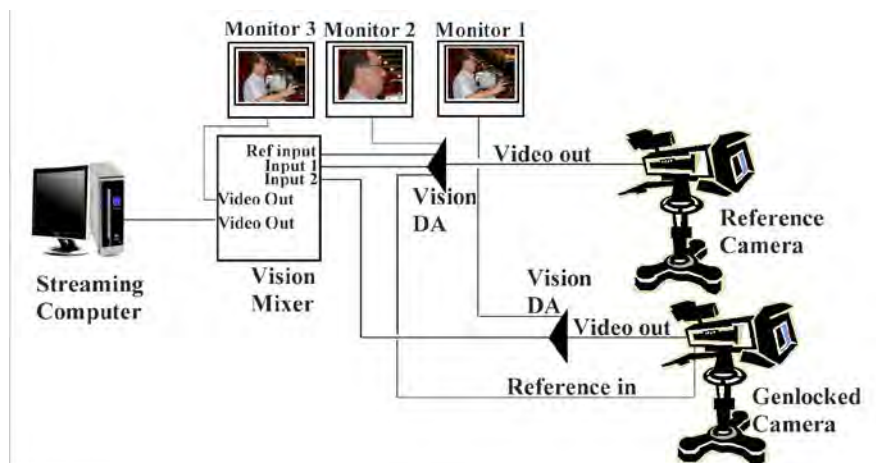 Monitor 3
Monitor 2
Monitor 1
Ref input
Input 1
Input 2
Video Out
Video Out
Vision
Mixer
Streaming
Computer
Vision
DA
Video out
Reference
Camera
Vision
DA
Video out
Reference in
Genlocked
Camera